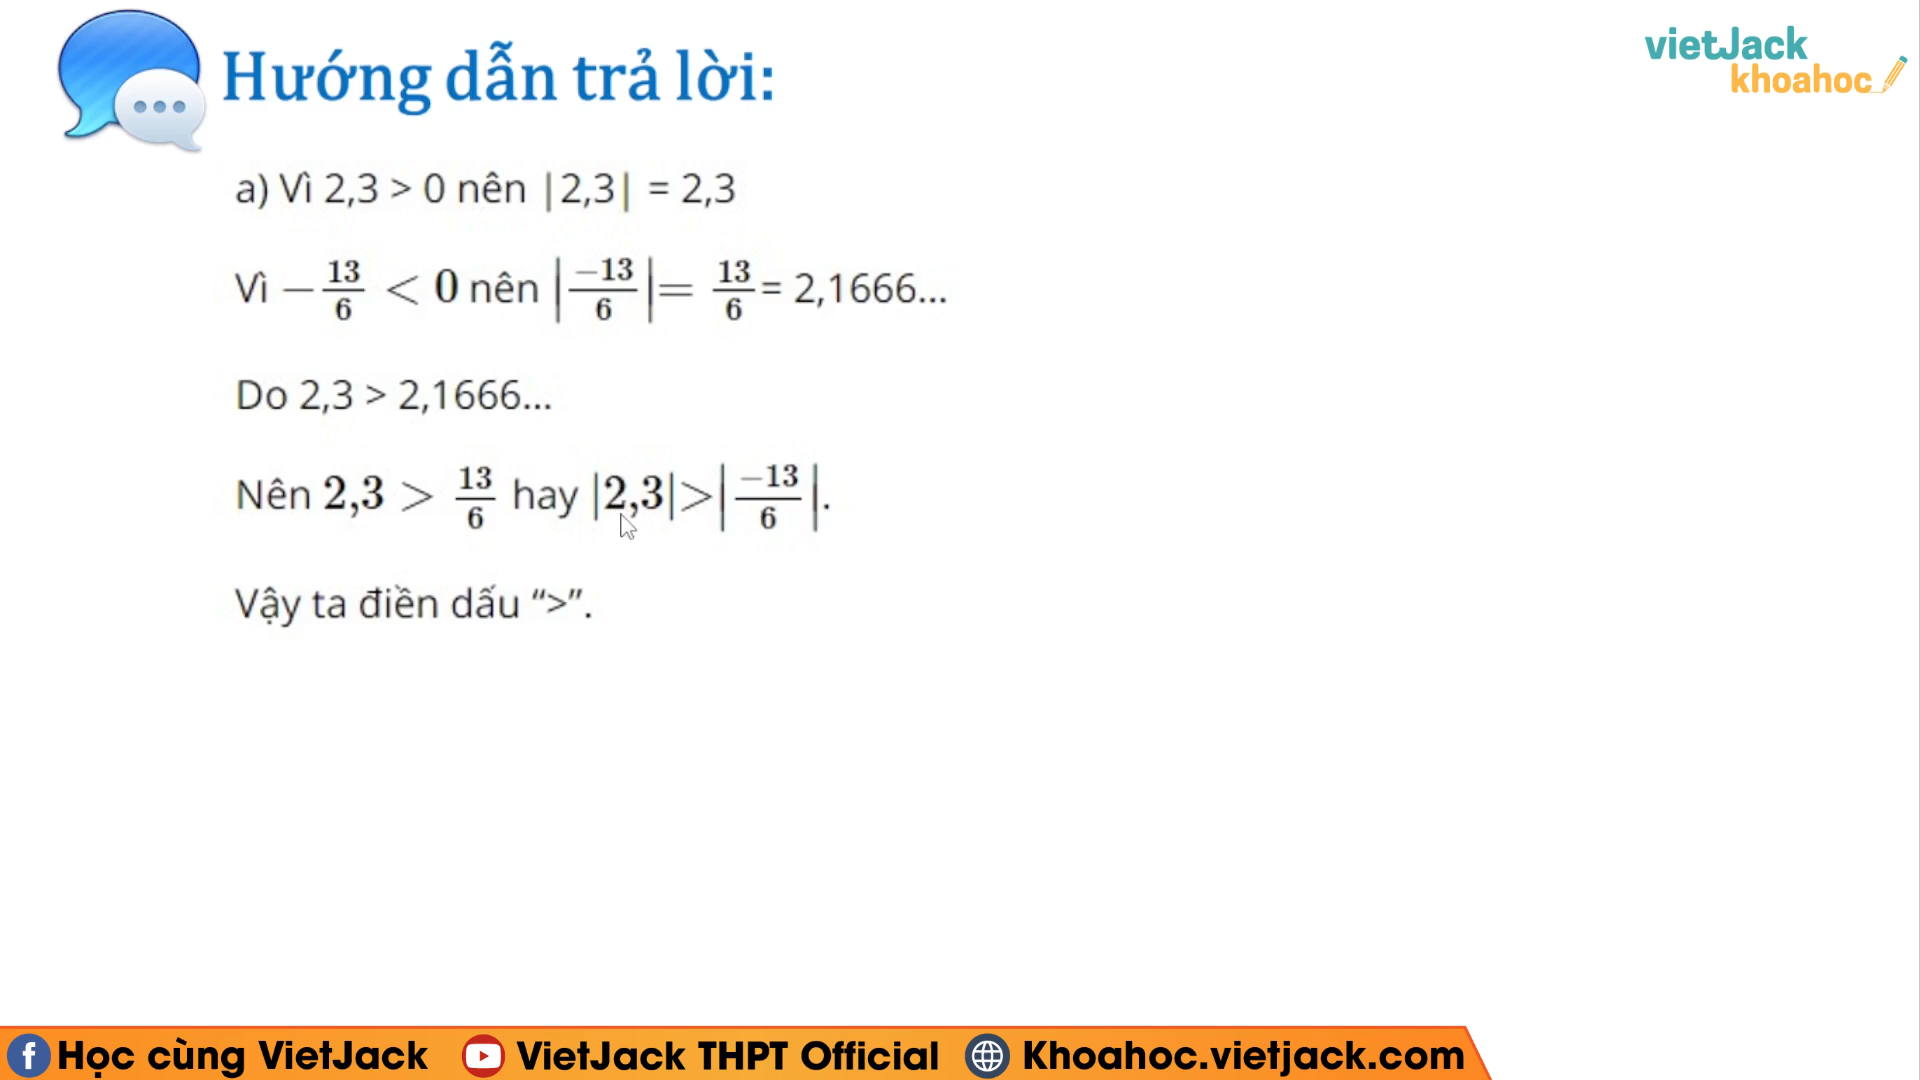 Hướng dẫn trả lời:
vietJack
khoahoc
a) Vì 2,3 > 0 nên |2,3| = 2,3
Vì −13/6 < 0 nên |−13/6| = 13/6 = 2,1666...
Do 2,3 > 2,1666...
Nên 2,3 > 13/6 hay |2,3|>|−13/6|.
Vậy ta điền dấu “>”.
Học cùng VietJack VietJack THPT Official Khoahoc.vietjack.com